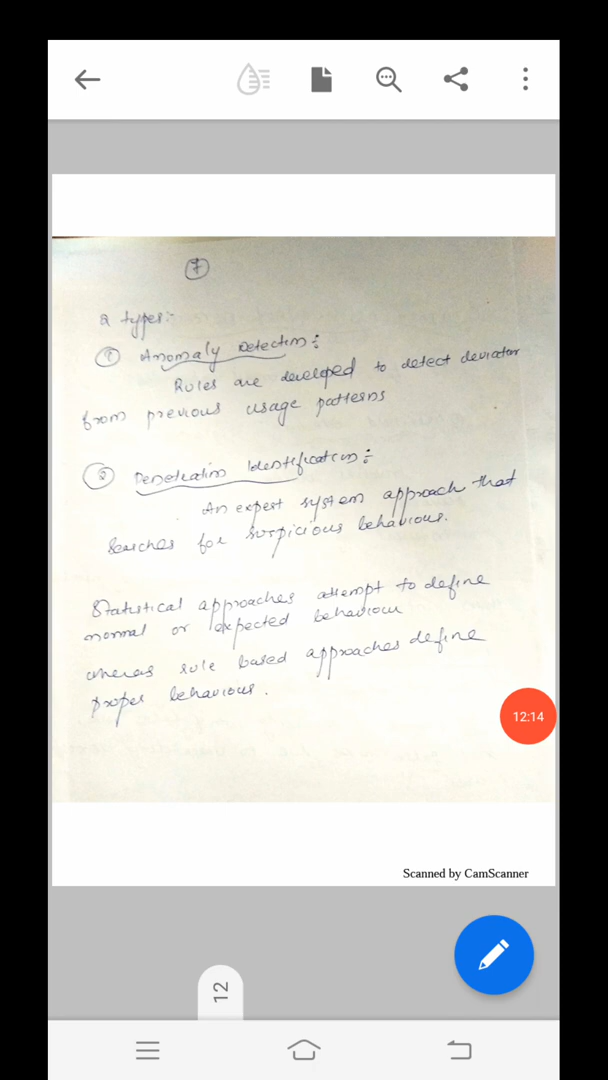 7
2 types:-
① Anomaly Detection :
Rules are developed to detect deviation
from previous usage patterns
② Penetration Identification :
An expert system approach that
searches for suspicious behaviour.
Statistical approaches attempt to define
normal or expected behaviour
whereas rule based approaches define
proper behaviour.
12:14
Scanned by CamScanner
12